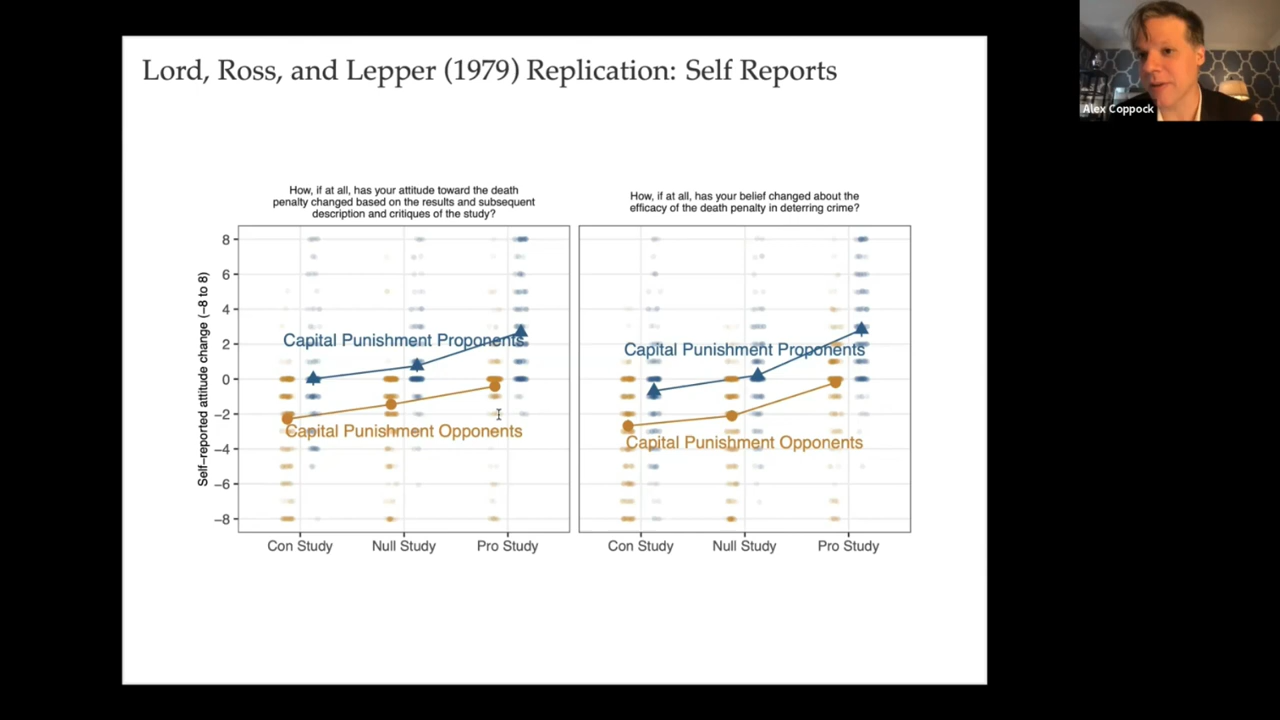 Lord, Ross, and Lepper (1979) Replication: Self Reports
Alex Coppock
How, if at all, has your attitude toward the death
penalty changed based on the results and subsequent
description and critiques of the study?
How, if at all, has your belief changed about the
efficacy of the death penalty in deterring crime?
Self-reported attitude change (−8 to 8)
8
6
4
2
0
−2
−4
−6
−8
Capital Punishment Proponents
Capital Punishment Opponents
Capital Punishment Proponents
Capital Punishment Opponents
Con Study
Null Study
Pro Study
Con Study
Null Study
Pro Study